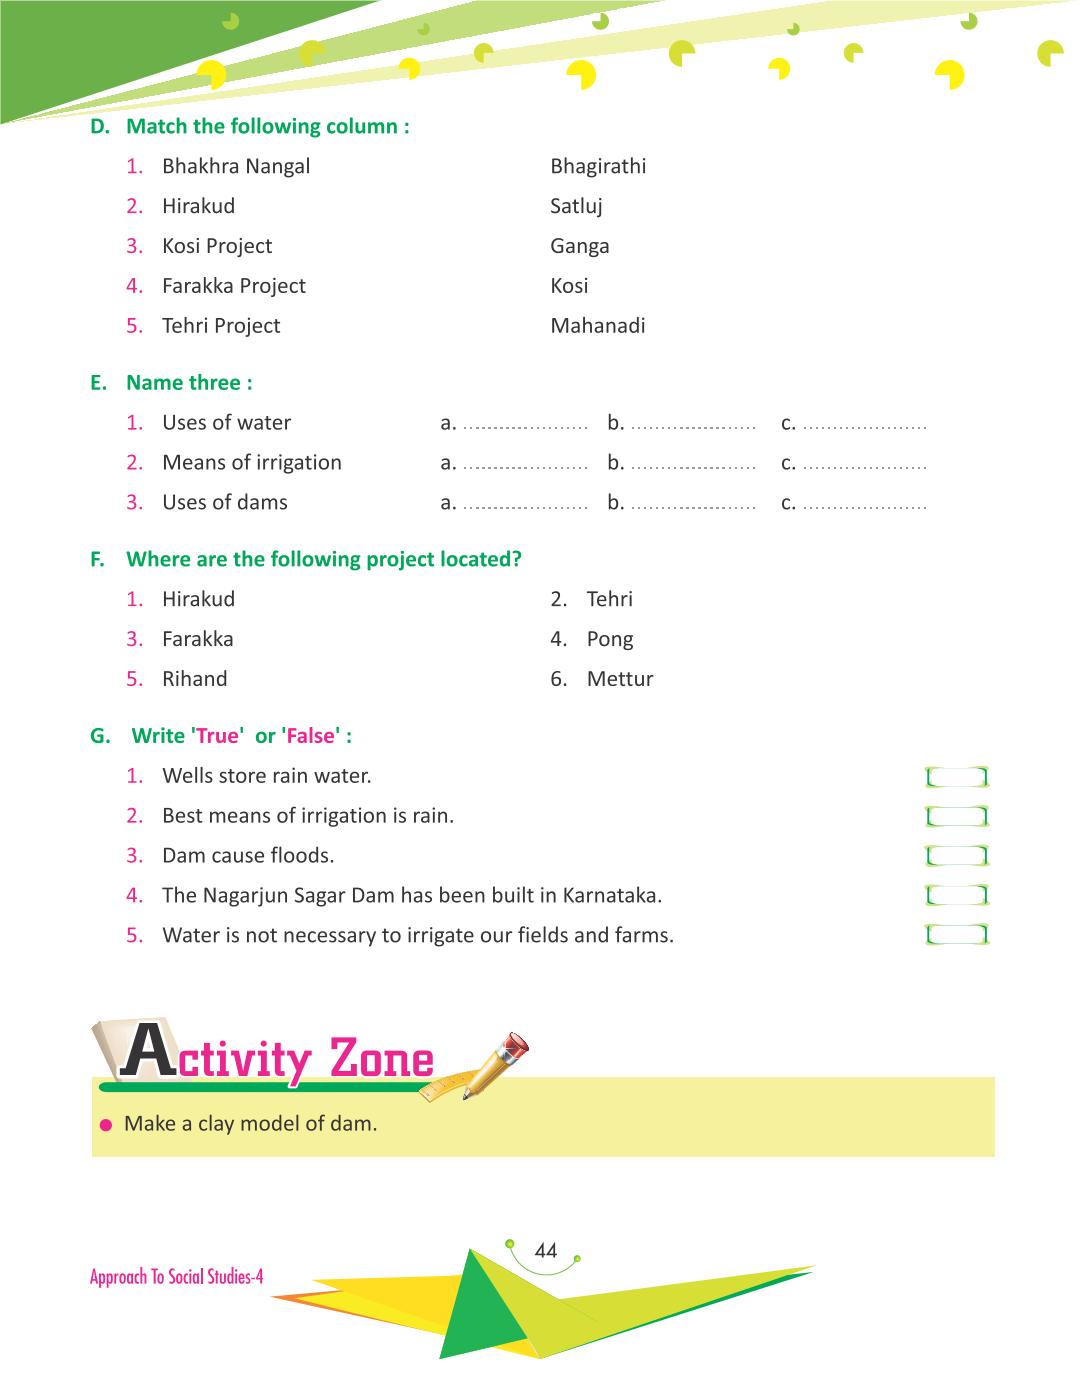 D. Match the following column :
1. Bhakhra Nangal Bhagirathi
2. Hirakud Satluj
3. Kosi Project Ganga
4. Farakka Project Kosi
5. Tehri Project Mahanadi
E. Name three :
1. Uses of water a. .................... b. .................... c. ....................
2. Means of irrigation a. .................... b. .................... c. ....................
3. Uses of dams a. .................... b. .................... c. ....................
F. Where are the following project located?
1. Hirakud 2. Tehri
3. Farakka 4. Pong
5. Rihand 6. Mettur
G. Write 'True' or 'False' :
1. Wells store rain water.
2. Best means of irrigation is rain.
3. Dam cause floods.
4. The Nagarjun Sagar Dam has been built in Karnataka.
5. Water is not necessary to irrigate our fields and farms.
Activity Zone
● Make a clay model of dam.
44
Approach To Social Studies-4